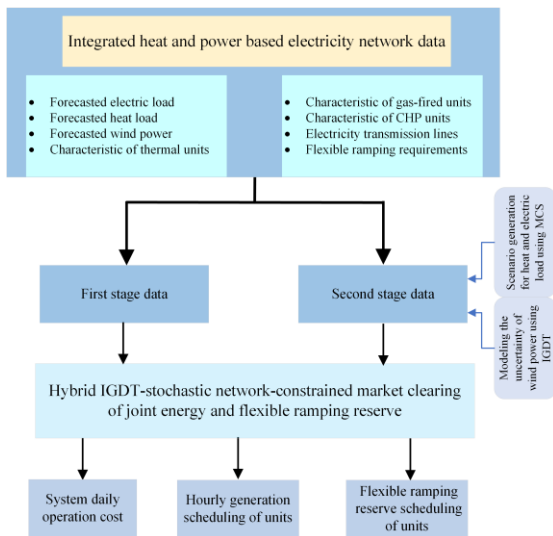 Integrated heat and power based electricity network data
• Forecasted electric load
• Forecasted heat load
• Forecasted wind power
• Characteristic of thermal units
• Characteristic of gas-fired units
• Characteristic of CHP units
• Electricity transmission lines
• Flexible ramping requirements
Scenario generation
for heat and electric
load using MCS
First stage data
Second stage data
Modeling the
uncertainty of
wind power using
IGDT
Hybrid IGDT-stochastic network-constrained market clearing
of joint energy and flexible ramping reserve
System daily
operation cost
Hourly generation
scheduling of units
Flexible ramping
reserve scheduling
of units